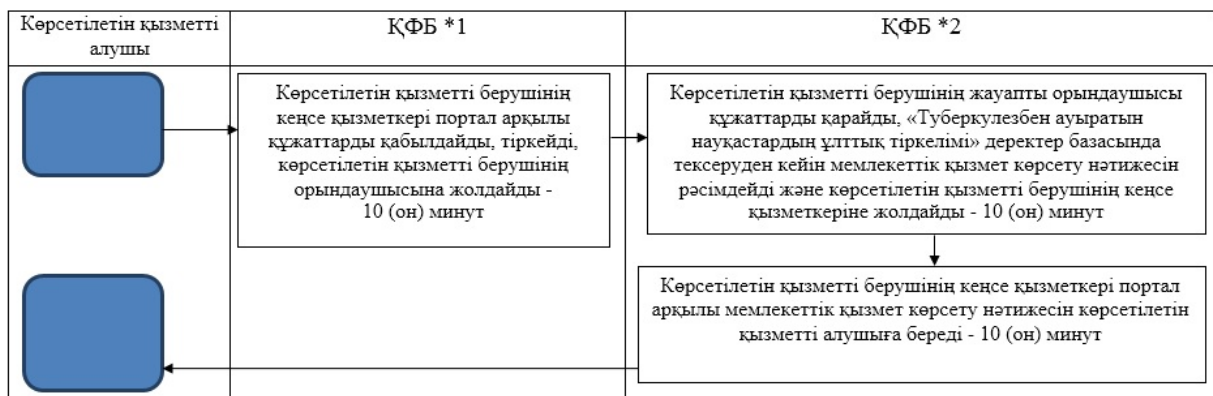 Көрсетілетін қызметті
алушы
ҚФБ *1
ҚФБ *2
Көрсетілетін қызметті берушінің
кеңсе қызметкері портал арқылы
құжаттарды қабылдайды, тіркейді,
көрсетілетін қызметті берушінің
орындаушысына жолдайды -
10 (он) минут
Көрсетілетін қызметті берушінің жауапты орындаушысы
құжаттарды қарайды, «Туберкулезбен ауыратын
науқастардың ұлттық тіркелімі» деректер базасында
тексеруден кейін мемлекеттік қызмет көрсету нәтижесін
рәсімдейді және көрсетілетін қызметті берушінің кеңсе
қызметкеріне жолдайды - 10 (он) минут
Көрсетілетін қызметті берушінің кеңсе қызметкері портал
арқылы мемлекеттік қызмет көрсету нәтижесін көрсетілетін
қызметті алушыға береді - 10 (он) минут